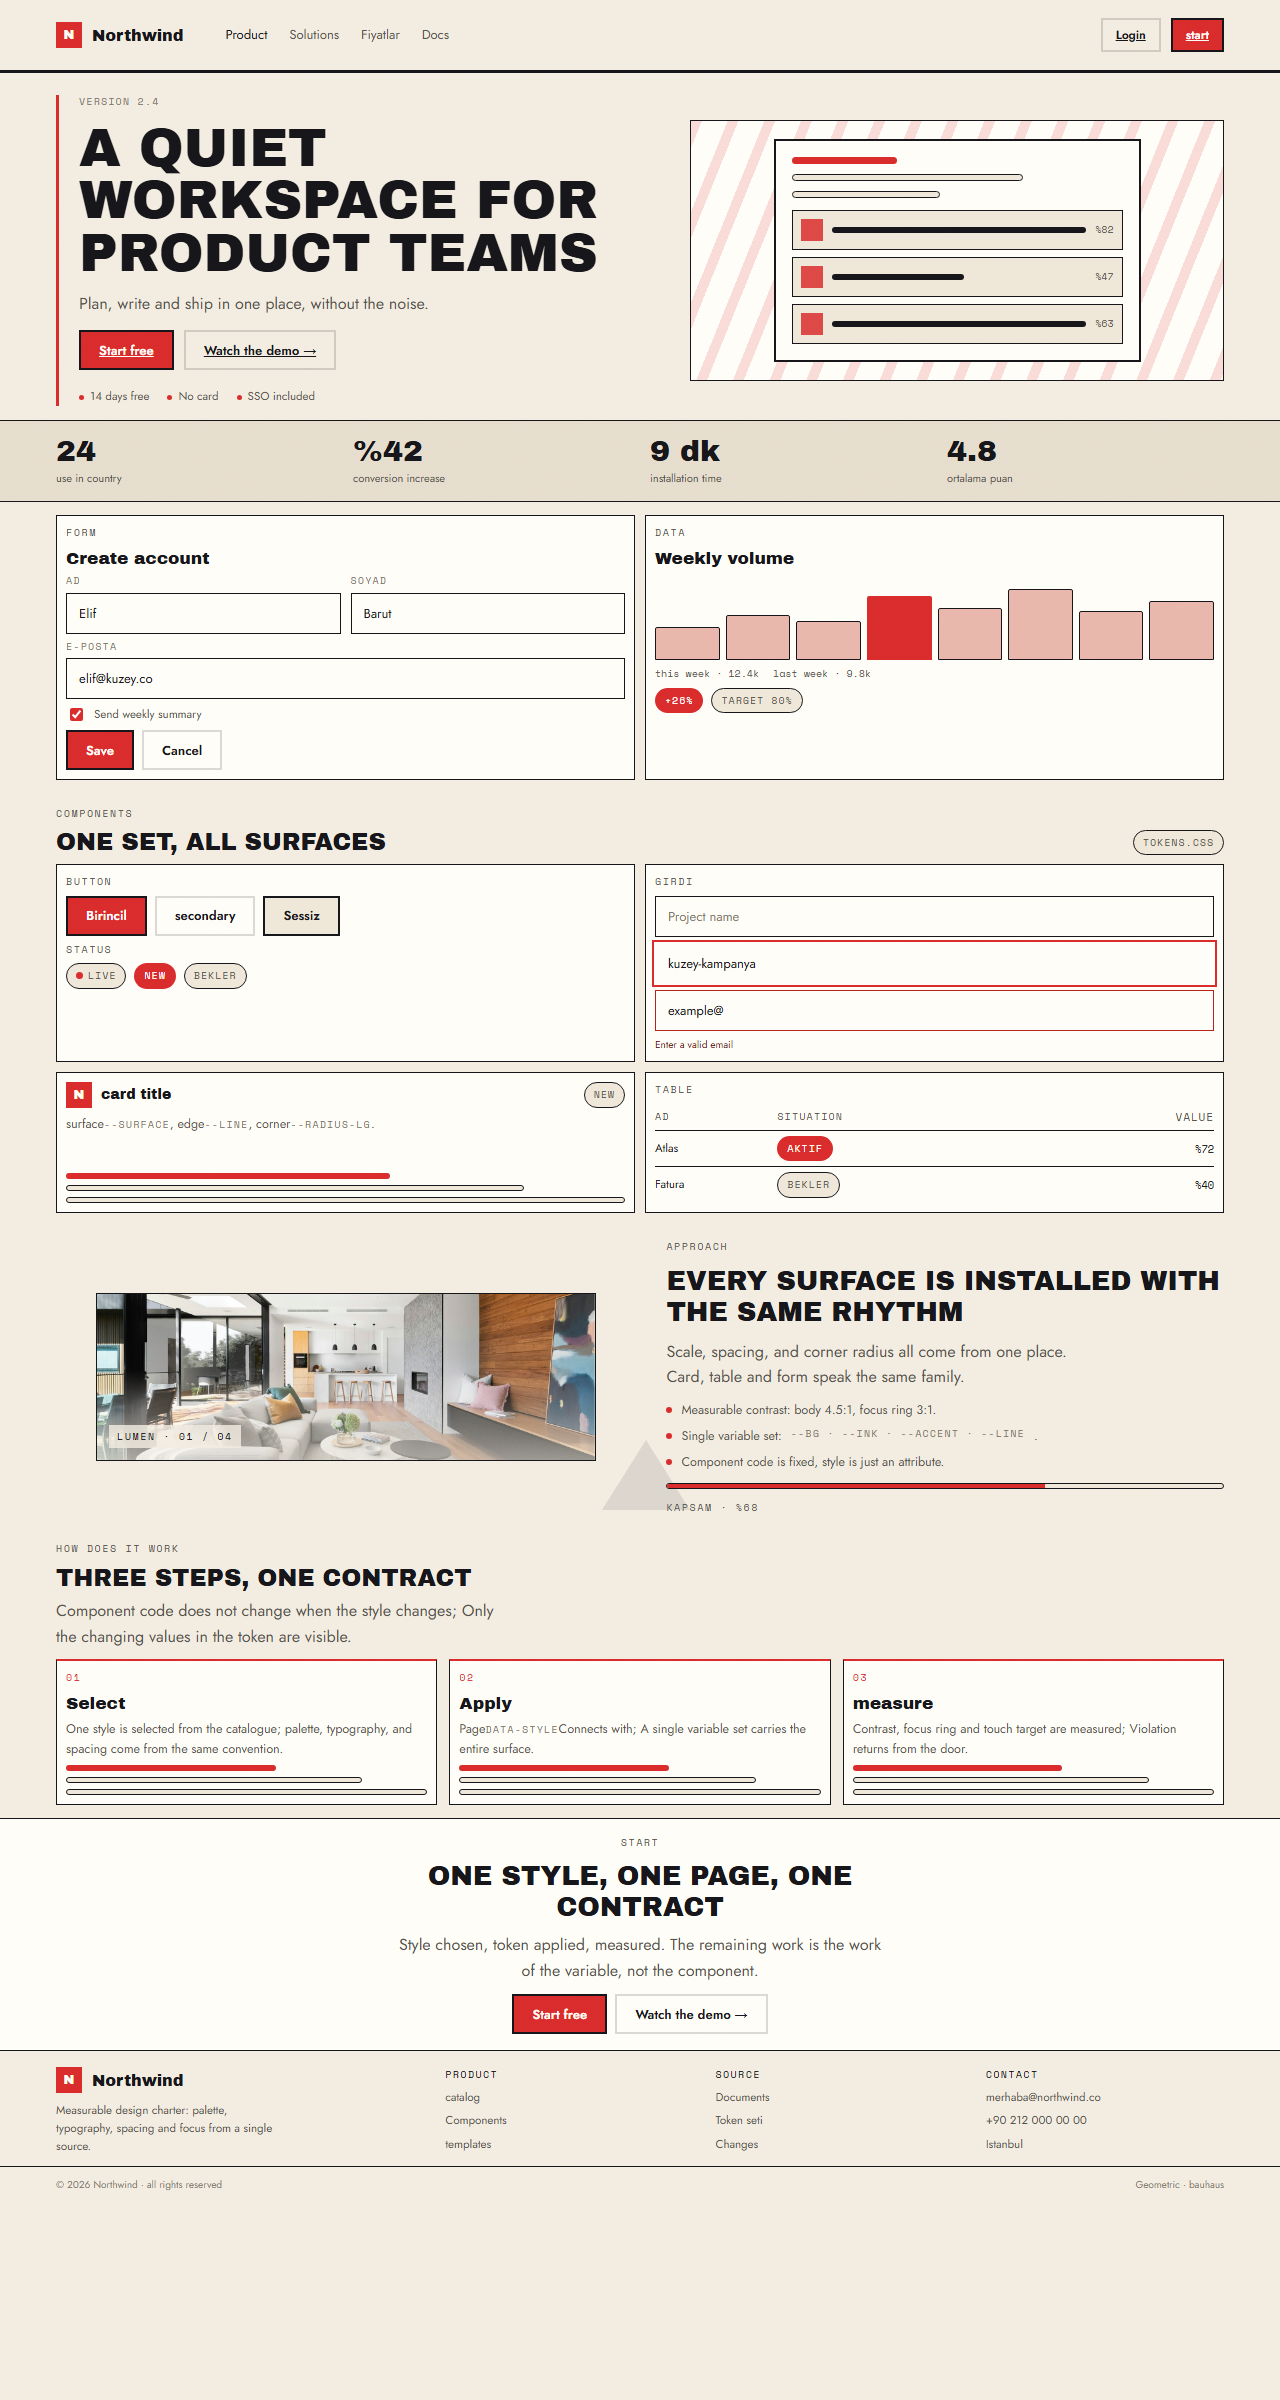 N Northwind Product Solutions Fiyatlar Docs Login start
VERSION 2.4
A QUIET
WORKSPACE FOR
PRODUCT TEAMS
Plan, write and ship in one place, without the noise.
Start free Watch the demo →
14 days free No card SSO included
%82
%47
%63
24 %42 9 dk 4.8
use in country conversion increase installation time ortalama puan
FORM
Create account
AD SOYAD
Elif Barut
E-POSTA
elif@kuzey.co
Send weekly summary
Save Cancel
DATA
Weekly volume
this week · 12.4k last week · 9.8k
+26% TARGET 80%
COMPONENTS
ONE SET, ALL SURFACES
TOKENS.CSS
BUTTON
Birincil secondary Sessiz
STATUS
LIVE NEW BEKLER
GIRDI
Project name
kuzey-kampanya
example@
Enter a valid email
N card title NEW
surface--SURFACE, edge--LINE, corner--RADIUS-LG.
TABLE
AD SITUATION VALUE
Atlas AKTIF %72
Fatura BEKLER %40
LUMEN · 01 / 04
APPROACH
EVERY SURFACE IS INSTALLED WITH
THE SAME RHYTHM
Scale, spacing, and corner radius all come from one place.
Card, table and form speak the same family.
Measurable contrast: body 4.5:1, focus ring 3:1.
Single variable set: --BG · --INK · --ACCENT · --LINE .
Component code is fixed, style is just an attribute.
KAPSAM · %68
HOW DOES IT WORK
THREE STEPS, ONE CONTRACT
Component code does not change when the style changes; Only
the changing values in the token are visible.
01
Select
One style is selected from the catalogue; palette, typography, and
spacing come from the same convention.
02
Apply
PageDATA-STYLEConnects with; A single variable set carries the
entire surface.
03
measure
Contrast, focus ring and touch target are measured; Violation
returns from the door.
START
ONE STYLE, ONE PAGE, ONE
CONTRACT
Style chosen, token applied, measured. The remaining work is the work
of the variable, not the component.
Start free Watch the demo →
N Northwind
Measurable design charter: palette,
typography, spacing and focus from a single
source.
PRODUCT
catalog
Components
templates
SOURCE
Documents
Token seti
Changes
CONTACT
merhaba@northwind.co
+90 212 000 00 00
Istanbul
© 2026 Northwind · all rights reserved Geometric · bauhaus